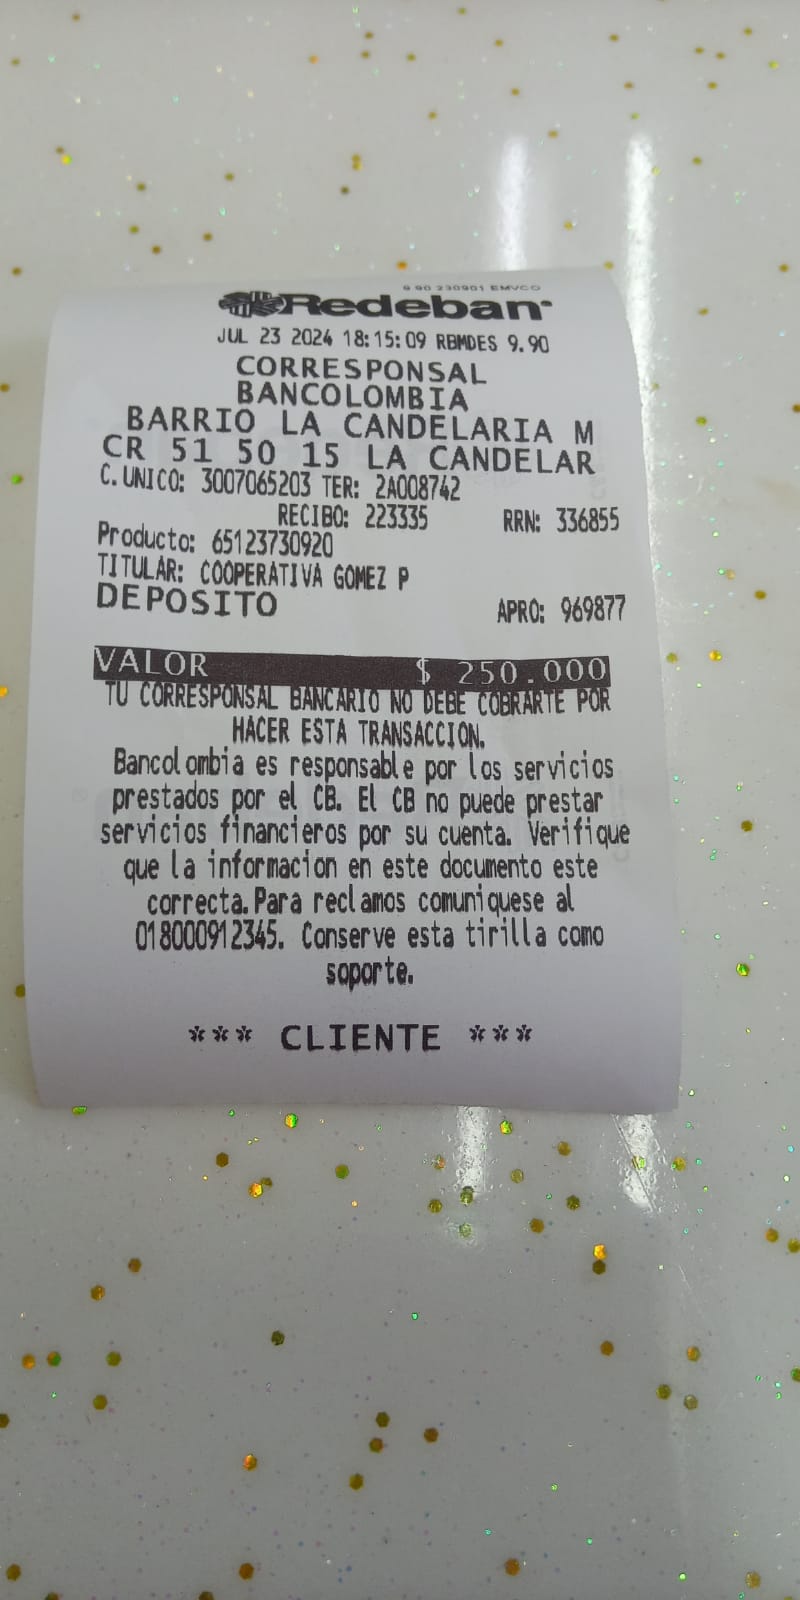 9.90 230901 EMVCO
Redeban
JUL 23 2024 18:15:09 RBMDES 9.90
CORRESPONSAL
BANCOLOMBIA
BARRIO LA CANDELARIA M
CR 51 50 15 LA CANDELAR
C.UNICO: 3007065203 TER: 2A008742
RECIBO: 223335 RRN: 336855
Producto: 65123730920
TITULAR: COOPERATIVA GOMEZ P
DEPOSITO APRO: 969877
VALOR $ 250.000
TU CORRESPONSAL BANCARIO NO DEBE COBRARTE POR
HACER ESTA TRANSACCION.
Bancolombia es responsable por los servicios
prestados por el CB. El CB no puede prestar
servicios financieros por su cuenta. Verifique
que la informacion en este documento este
correcta.Para reclamos comuniquese al
018000912345. Conserve esta tirilla como
soporte.
*** CLIENTE ***